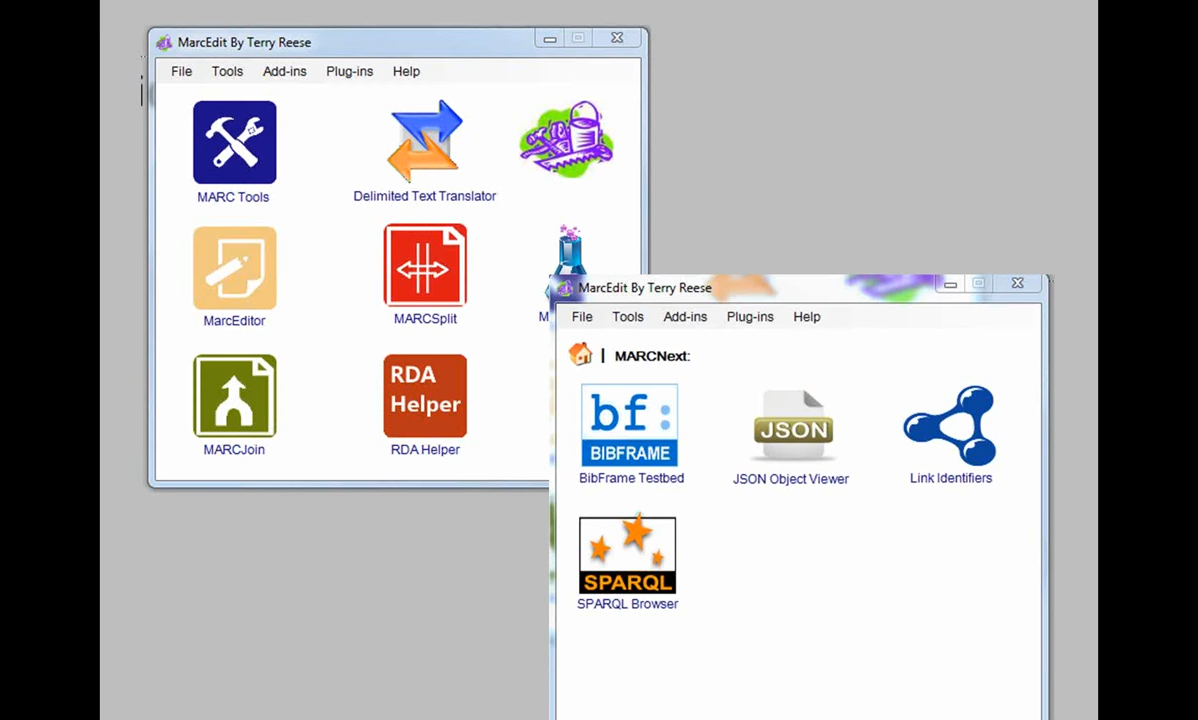 MarcEdit By Terry Reese
File Tools Add-ins Plug-ins Help
MARC Tools
Delimited Text Translator
MarcEditor
MARCSplit
M
MARCJoin
RDA
Helper
RDA Helper
MarcEdit By Terry Reese
File Tools Add-ins Plug-ins Help
| MARCNext:
bf:
BIBFRAME
BibFrame Testbed
JSON
JSON Object Viewer
Link Identifiers
SPARQL
SPARQL Browser